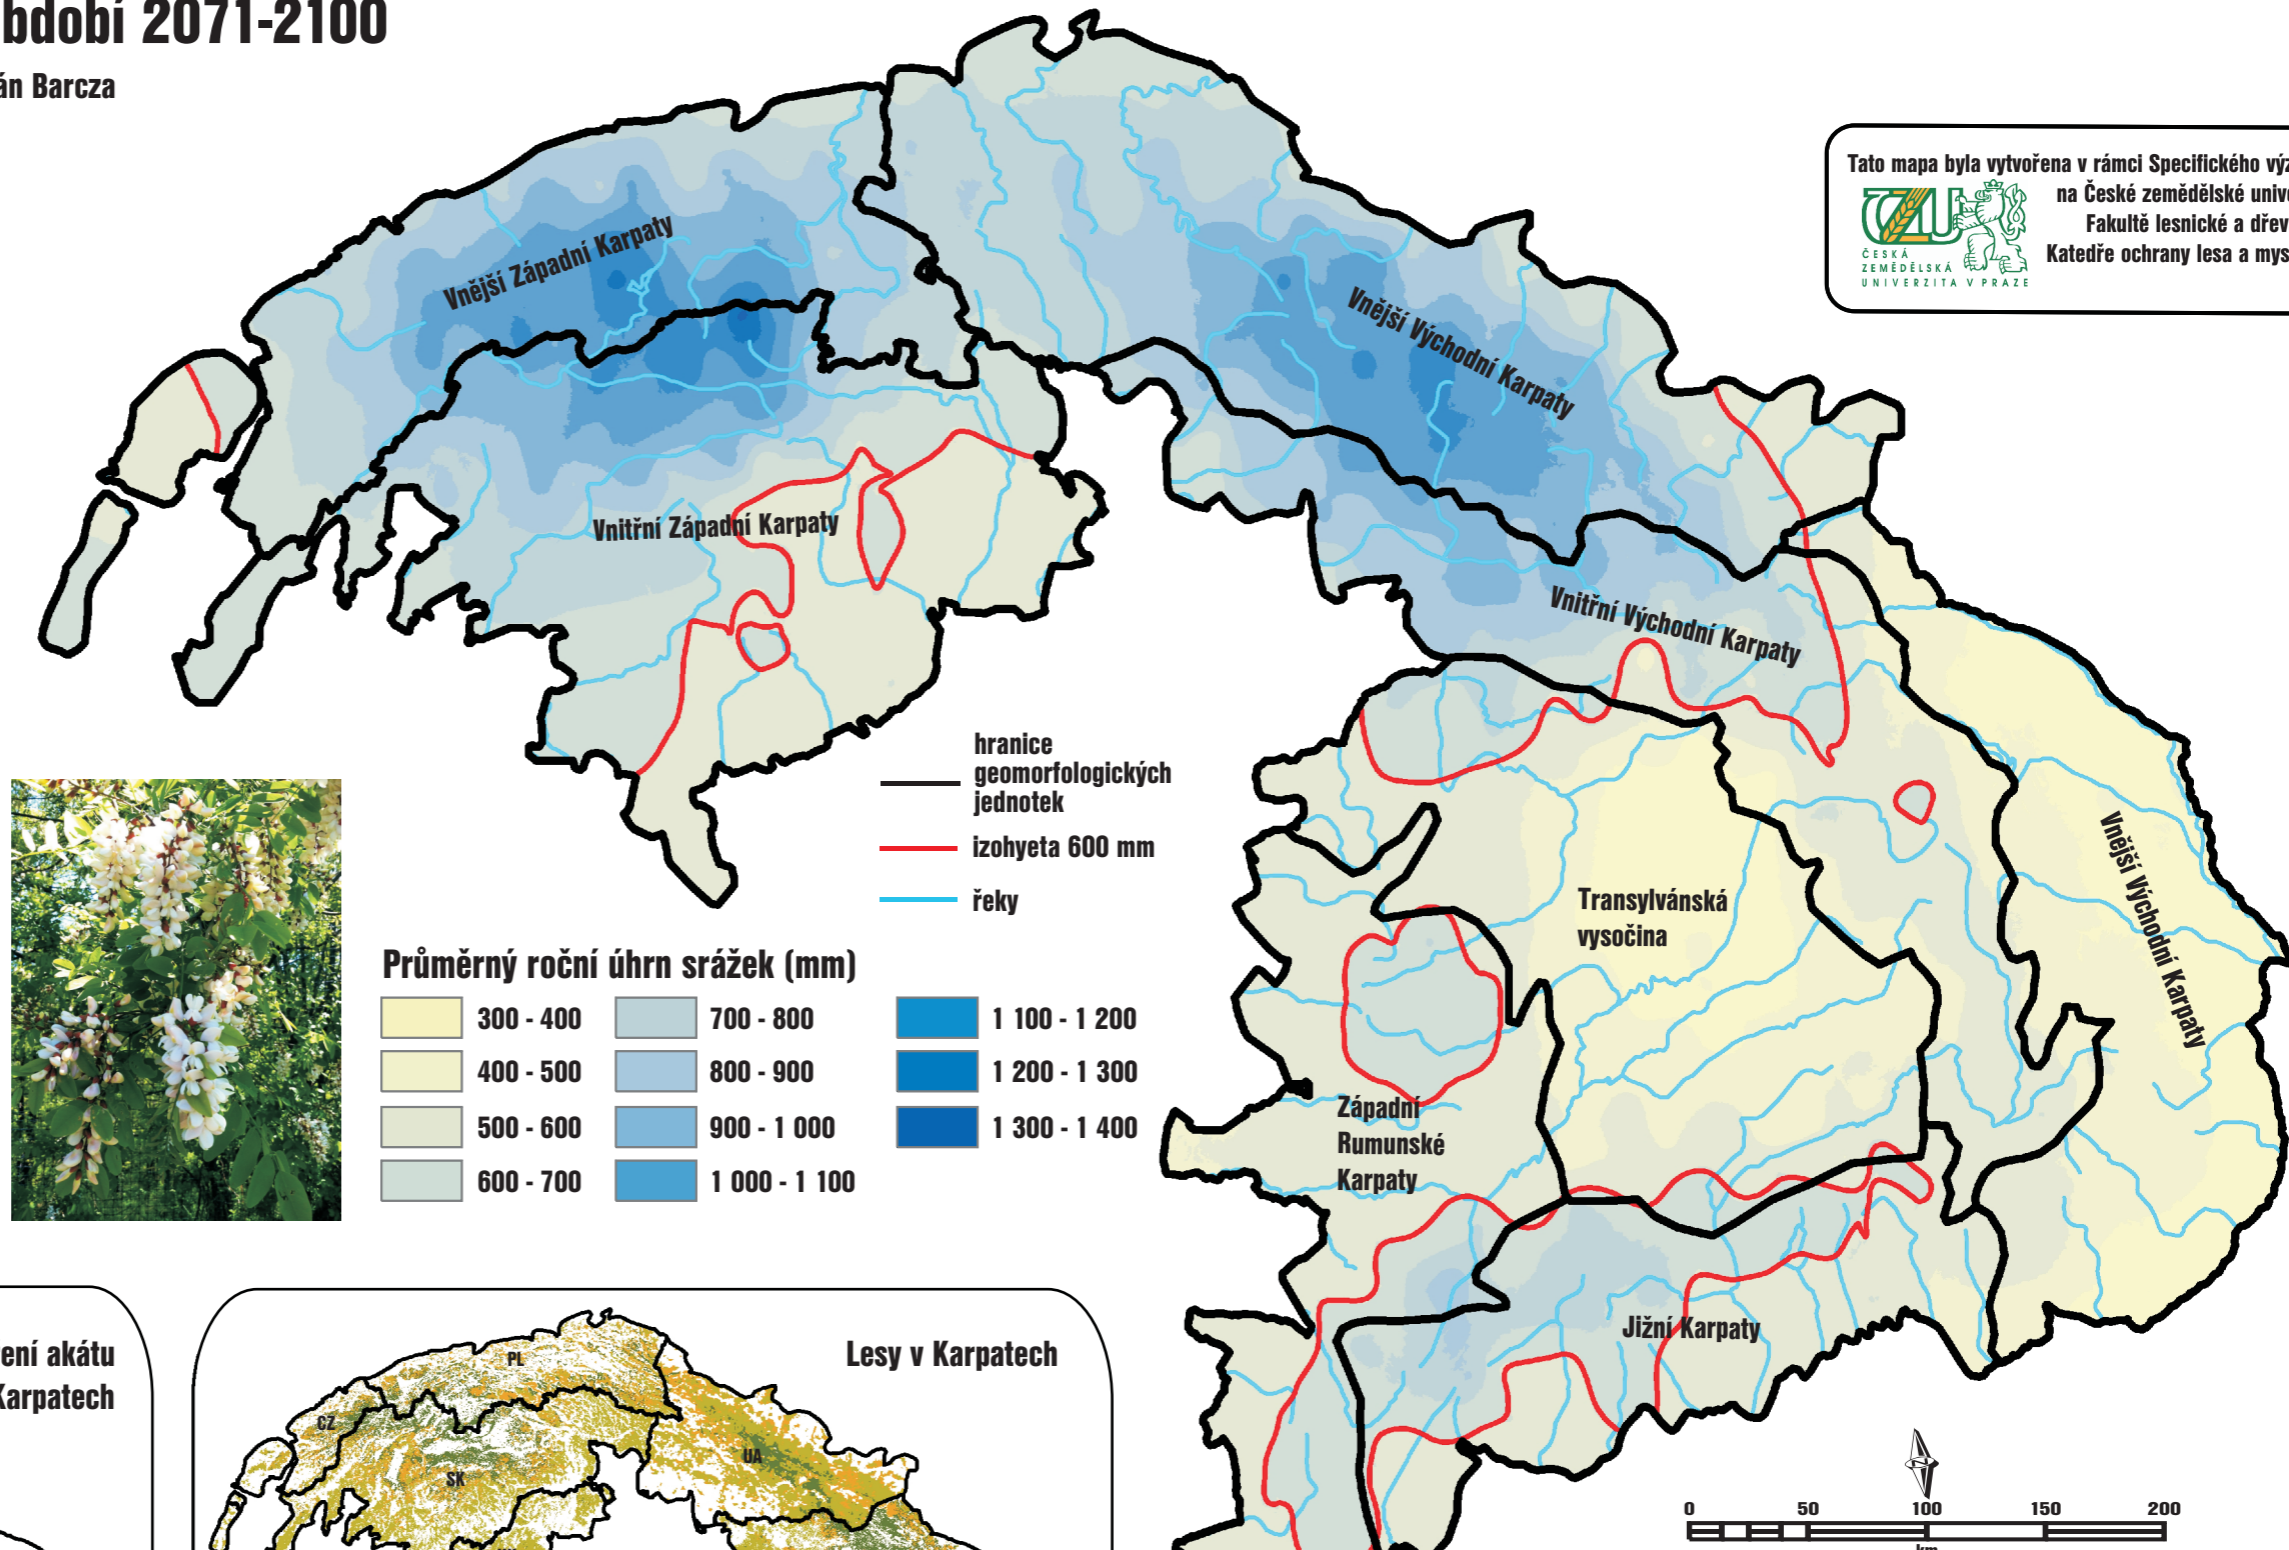 bdobí 2071-2100
án Barcza
Tato mapa byla vytvořena v rámci Specifického
na České zemědělské
Fakultě lesnické a
Katedře ochrany lesa a
ČZU
ČESKÁ
ZEMĚDĚLSKÁ
UNIVERZITA V PRAZE
Vnější Západní Karpaty
Vnější Východní Karpaty
Vnitřní Západní Karpaty
Vnitřní Východní Karpaty
Vnější Východní Karpaty
Transylvánská
vysočina
Západní
Rumunské
Karpaty
Jižní Karpaty
hranice
geomorfologických
jednotek
izohyeta 600 mm
řeky
Průměrný roční úhrn srážek (mm)
300 - 400
400 - 500
500 - 600
600 - 700
700 - 800
800 - 900
900 - 1 000
1 000 - 1 100
1 100 - 1 200
1 200 - 1 300
1 300 - 1 400
ení akátu
Karpatech
Lesy v Karpatech
PL
CZ
SK
UA
0 50 100 150 200
km